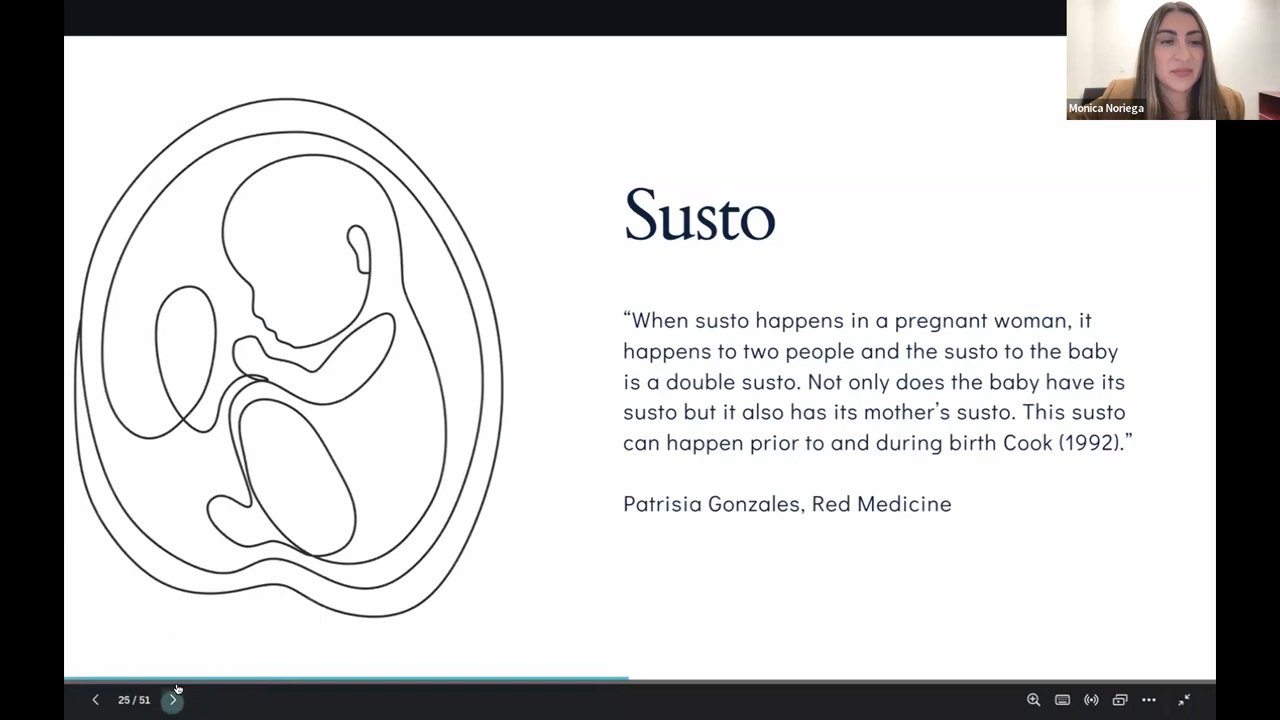 Monica Noriega
Susto
“When susto happens in a pregnant woman, it
happens to two people and the susto to the baby
is a double susto. Not only does the baby have its
susto but it also has its mother’s susto. This susto
can happen prior to and during birth Cook (1992).”
Patrisia Gonzales, Red Medicine
25 / 51